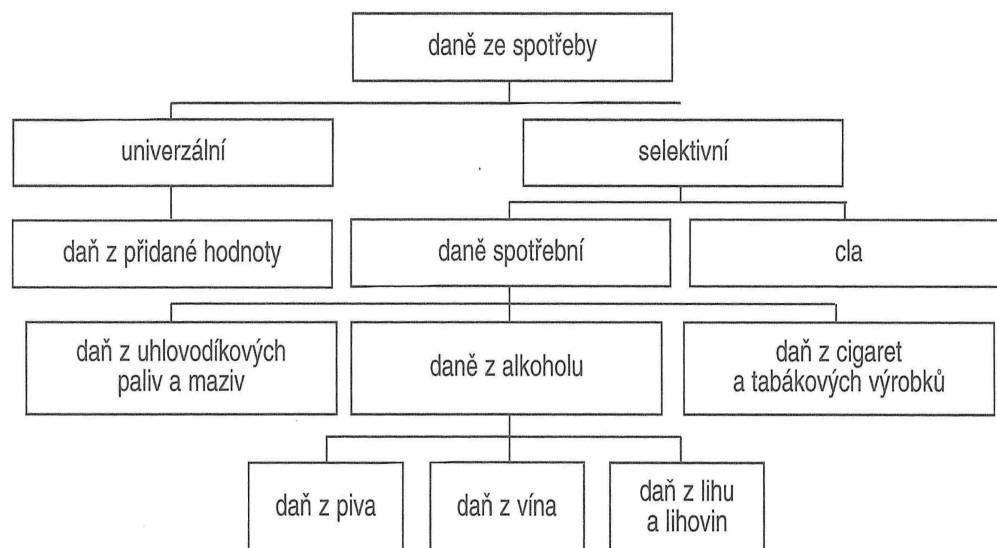 daně ze spotřeby
univerzální
selektivní
daň z přidané hodnoty
daně spotřební
cla
daň z uhlovodíkových
paliv a maziv
daně z alkoholu
daň z cigaret
a tabákových výrobků
daň z piva
daň z vína
daň z lihu
a lihovin